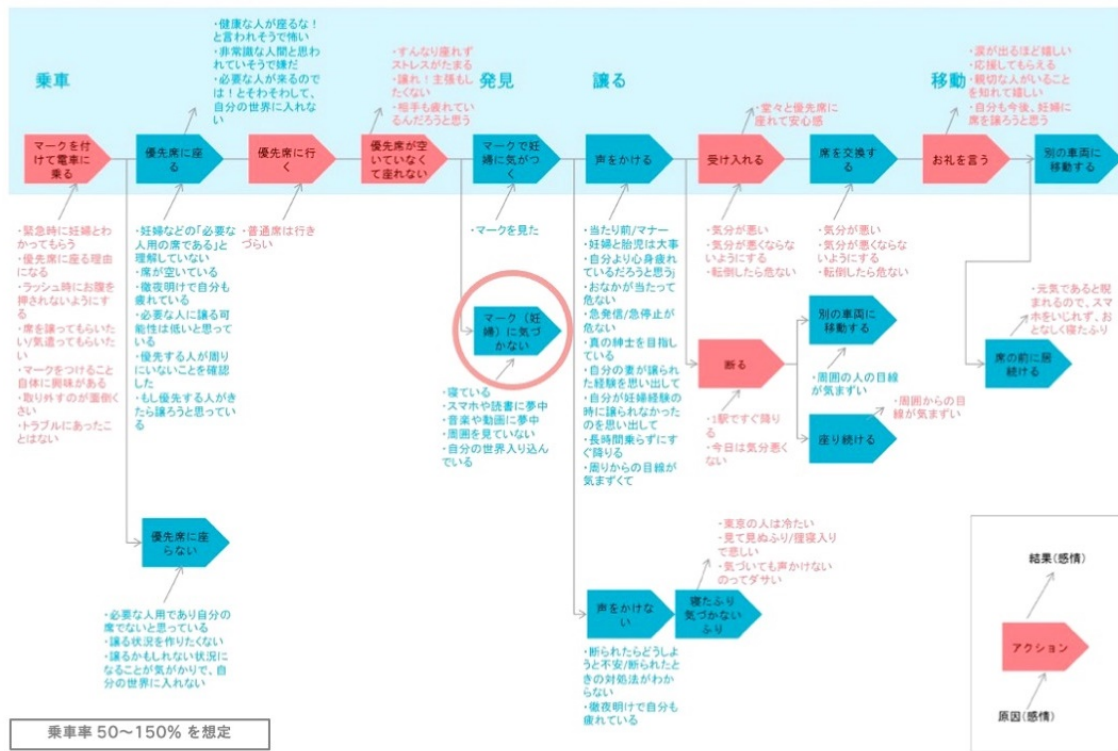 ・健康な人が座るな！
と言われそうで怖い
・非常識な人間と思わ
れていそうで嫌だ
・必要な人が来るので
は！とそわそわして、
自分の世界に入れな
い
・すんなり座れず
ストレスがたまる
・譲れ！主張もし
たくない
・相手も疲れてい
るんだろうと思う
・涙が出るほど嬉しい
・応援してもらえる
・親切な人がいること
を知れて嬉しい
・自分も今後、妊婦に
席を譲ろうと思う
・堂々と優先席に
座れて安心感
乗車
発見
譲る
移動
マークを
付けて電車に
乗る
優先席に座
る
優先席に行
く
優先席が空
いていなく
て座れない
マークで妊
婦に気がつ
く
声をかける
受け入れる
席を交換す
る
お礼を言う
別の車両に
移動する
・緊急時に妊婦とわ
かってもらう
・優先席に座る理由
になる
・ラッシュ時にお腹を
押されないようにす
る
・席を譲ってもらいた
い/気遣ってもらいたい
・マークをつけること
自体に興味がある
・取り外すのが面倒く
さい
・トラブルにあったこ
とはない
・妊婦などの「必要な
人用の席である」と
理解していない
・席が空いている
・徹夜明けで自分も
疲れている
・必要な人に譲る可
能性は低いと思って
いる
・優先する人が周り
にいないことを確認
した
・もし優先する人がき
たら譲ろうと思ってい
る
・普通席は行き
づらい
・マークを見た
マーク（妊
婦）に気づ
かない
・寝ている
・スマホや読書に夢中
・音楽や動画に夢中
・周囲を見ていない
・自分の世界入り込ん
でいる
・当たり前/マナー
・妊婦と胎児は大事
・自分より心身疲れ
ているだろうと思う」
・おなかが当たって
危ない
・急発信/急停止が
危ない
・真の紳士を目指し
ている
・自分の妻が譲られ
た経験を思い出して
・自分が妊婦経験の
時に譲られなかった
のを思い出して
・長時間乗らずにす
ぐ降りる
・周りからの目線が
気まずくて
・気分が悪い
・気分が悪くならな
いようにする
・転倒したら危ない
・気分が悪い
・気分が悪くならな
いようにする
・転倒したら危ない
断る
・1駅ですぐ降り
る
・今日は気分悪く
ない
別の車両に
移動する
・周囲の人の目線
が気まずい
座り続ける
・周囲からの目
線が気まずい
・元気であると睨
まれるので、スマ
ホをいじれず、お
となしく寝たふり
席の前に居
続ける
優先席に座
らない
・必要な人用であり自分の
席でないと思っている
・譲る状況を作りたくない
・譲るかもしれない状況に
なることが気がかりで、自
分の世界に入れない
声をかけな
い
寝たふり
気づかない
ふり
・東京の人は冷たい
・見て見ぬふり/狸寝入り
で悲しい
・気づいても声かけない
のってダサい
・断られたらどうしよ
うと不安/断られたと
きの対処法がわか
らない
・徹夜明けで自分も
疲れている
結果(感情)
アクション
原因(感情)
乗車率 50～150% を想定